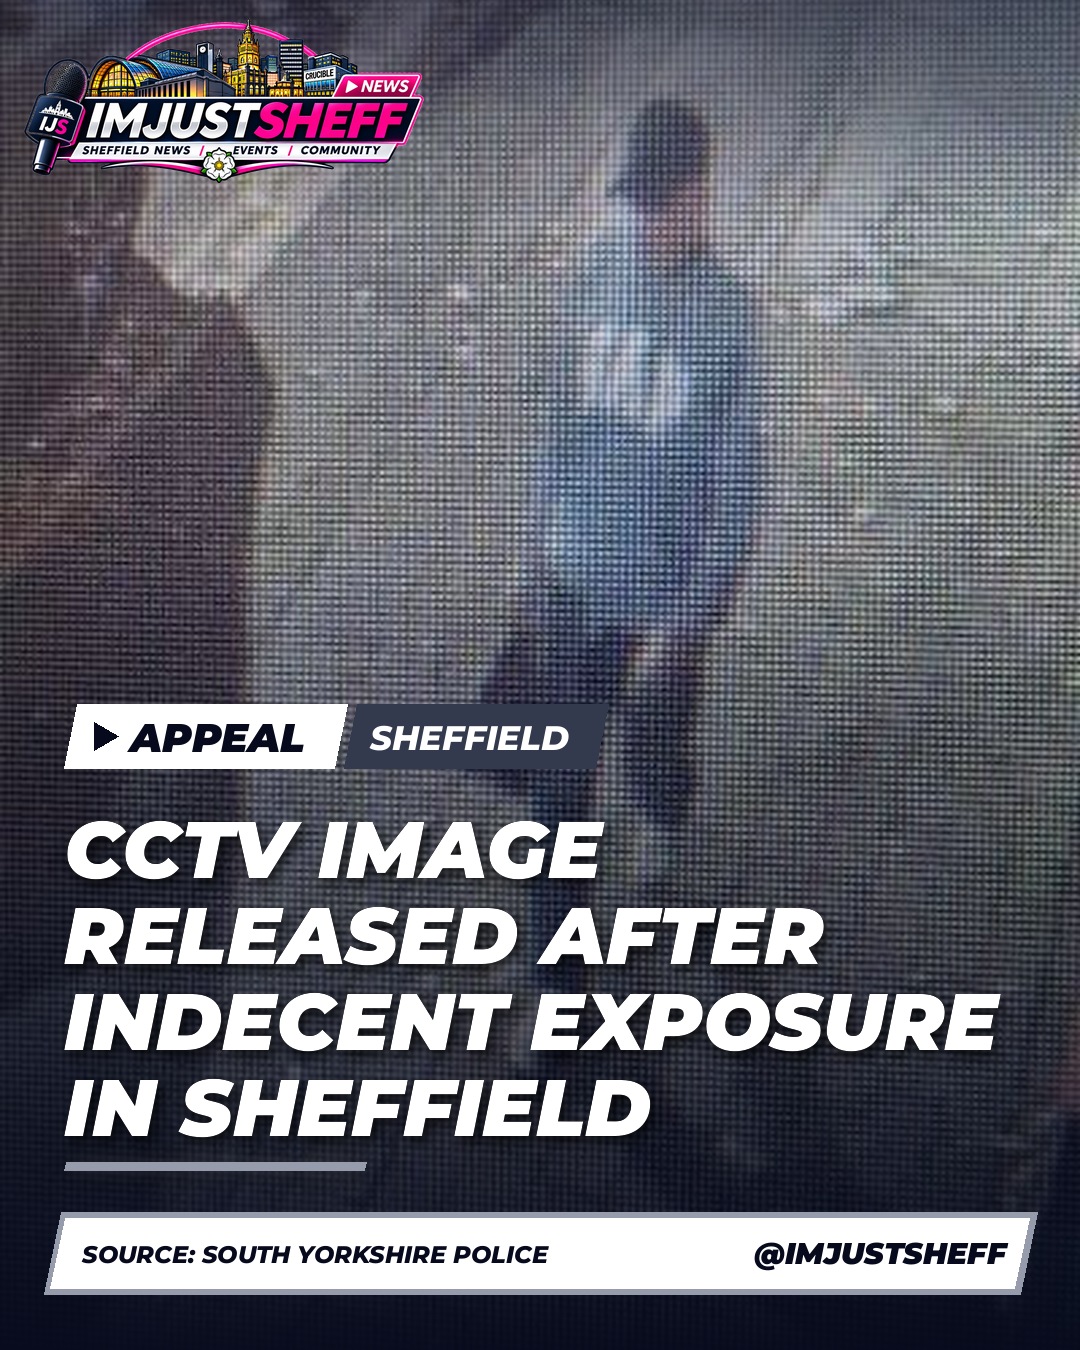 CRUCIBLE
NEWS
IJS
IMJUSTSHEFF
SHEFFIELD NEWS / EVENTS / COMMUNITY
APPEAL
SHEFFIELD
CCTV IMAGE
RELEASED AFTER
INDECENT EXPOSURE
IN SHEFFIELD
SOURCE: SOUTH YORKSHIRE POLICE
@IMJUSTSHEFF